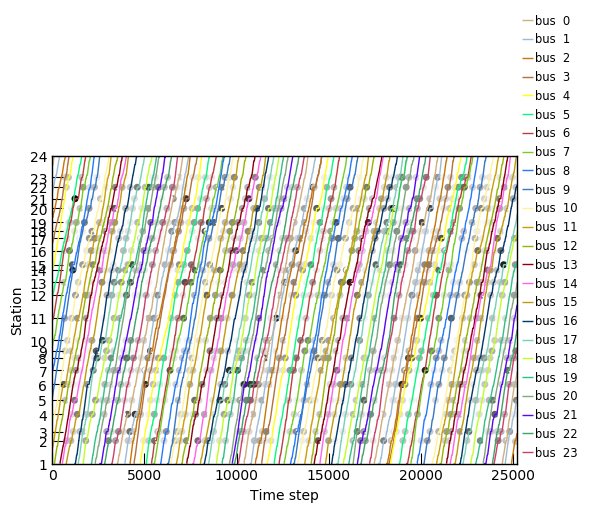 bus 0
bus 1
bus 2
bus 3
bus 4
bus 5
bus 6
bus 7
bus 8
bus 9
bus 10
bus 11
bus 12
bus 13
bus 14
bus 15
bus 16
bus 17
bus 18
bus 19
bus 20
bus 21
bus 22
bus 23
24
23
22
21
20
19
18
17
16
15
14
13
12
11
10
9
8
7
6
5
4
3
2
1
Station
0 5000 10000 15000 20000 25000
Time step